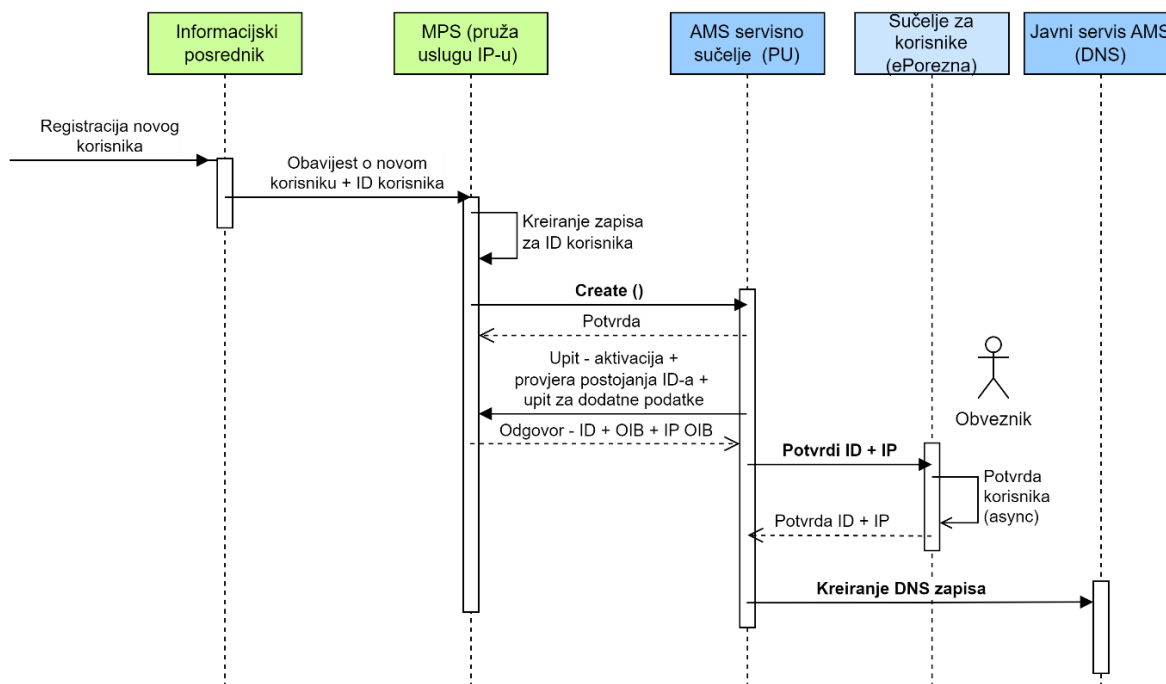 Informacijski
posrednik
MPS (pruža
uslugu IP-u)
AMS servisno
sučelje  (PU)
Sučelje za
korisnike
(ePorezna)
Javni servis AMS
(DNS)
Registracija novog
korisnika
Obavijest o novom
korisniku + ID korisnika
Kreiranje zapisa
za ID korisnika
Create ()
Potvrda
Upit - aktivacija +
provjera postojanja ID-a +
upit za dodatne podatke
Odgovor - ID + OIB + IP OIB
Obveznik
Potvrdi ID + IP
Potvrda
korisnika
(async)
Potvrda ID + IP
Kreiranje DNS zapisa